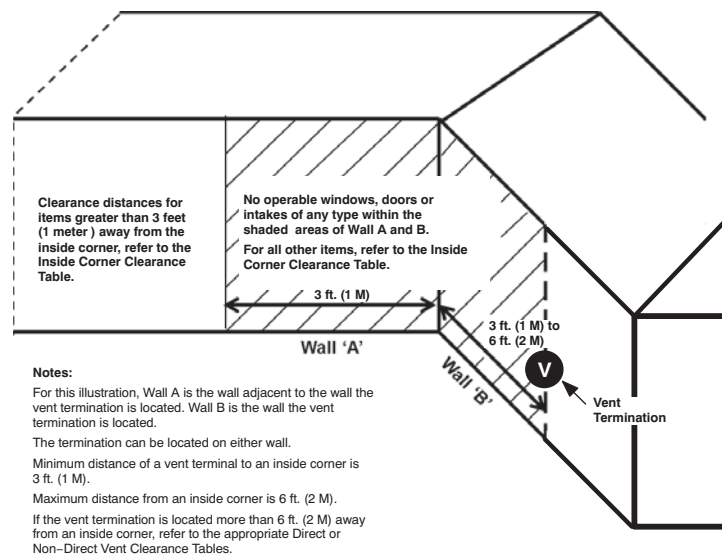 Clearance distances for
items greater than 3 feet
(1 meter ) away from the
inside corner, refer to the
Inside Corner Clearance
Table.
No operable windows, doors or
intakes of any type within the
shaded areas of Wall A and B.
For all other items, refer to the Inside
Corner Clearance Table.
3 ft. (1 M)
Wall 'A'
3 ft. (1 M) to
6 ft. (2 M)
Wall 'B'
V
Vent
Termination
Notes:
For this illustration, Wall A is the wall adjacent to the wall the
vent termination is located. Wall B is the wall the vent
termination is located.
The termination can be located on either wall.
Minimum distance of a vent terminal to an inside corner is
3 ft. (1 M).
Maximum distance from an inside corner is 6 ft. (2 M).
If the vent termination is located more than 6 ft. (2 M) away
from an inside corner, refer to the appropriate Direct or
Non−Direct Vent Clearance Tables.